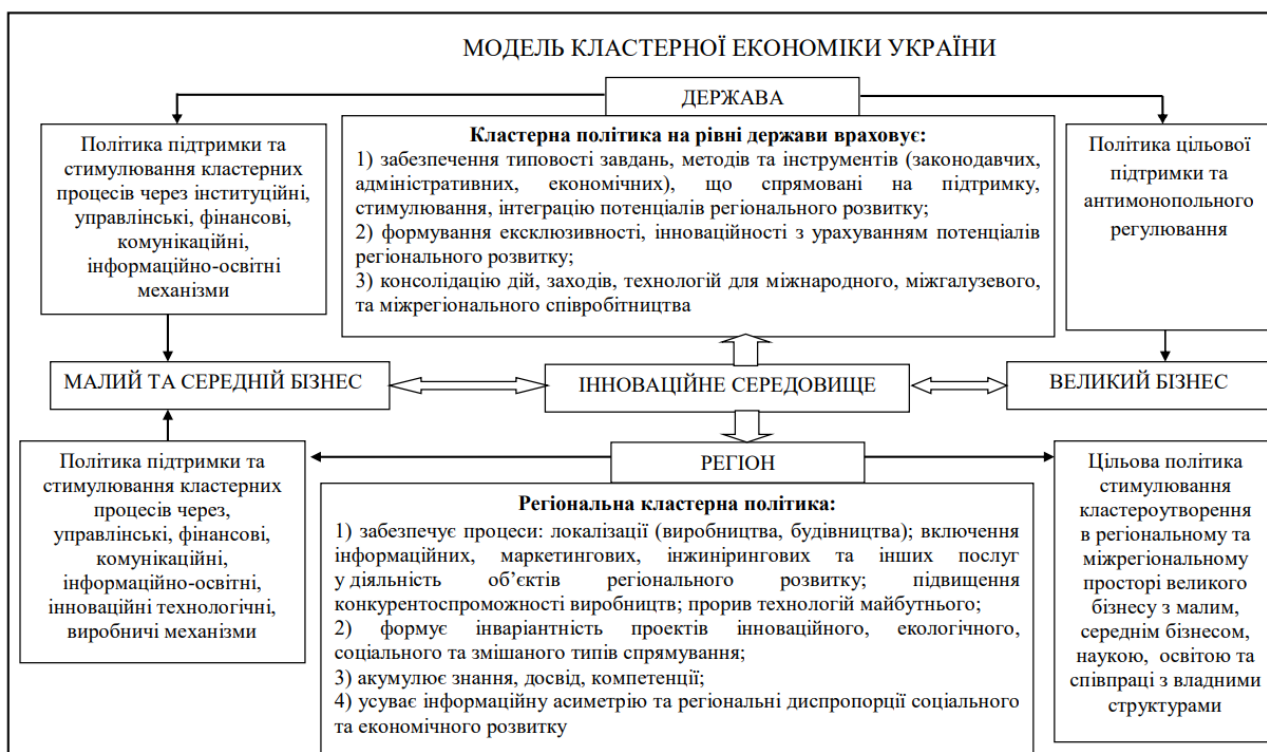 МОДЕЛЬ КЛАСТЕРНОЇ ЕКОНОМІКИ УКРАЇНИ
ДЕРЖАВА
Політика підтримки та
стимулювання кластерних
процесів через інституційні,
управлінські, фінансові,
комунікаційні,
інформаційно-освітні
механізми
Кластерна політика на рівні держави враховує:
1) забезпечення типовості завдань, методів та інструментів (законодавчих,
адміністративних, економічних), що спрямовані на підтримку,
стимулювання, інтеграцію потенціалів регіонального розвитку;
2) формування ексклюзивності, інноваційності з урахуванням потенціалів
регіонального розвитку;
3) консолідацію дій, заходів, технологій для міжнародного, міжгалузевого,
та міжрегіонального співробітництва
Політика цільової
підтримки та
антимонопольного
регулювання
МАЛИЙ ТА СЕРЕДНІЙ БІЗНЕС
ІННОВАЦІЙНЕ СЕРЕДОВИЩЕ
ВЕЛИКИЙ БІЗНЕС
Політика підтримки та
стимулювання кластерних
процесів через,
управлінські, фінансові,
комунікаційні,
інформаційно-освітні,
інноваційні технологічні,
виробничі механізми
РЕГІОН
Регіональна кластерна політика:
1) забезпечує процеси: локалізації (виробництва, будівництва); включення
інформаційних, маркетингових, інжинірингових та інших послуг
у діяльність об’єктів регіонального розвитку; підвищення
конкурентоспроможності виробництв; прорив технологій майбутнього;
2) формує інваріантність проектів інноваційного, екологічного,
соціального та змішаного типів спрямування;
3) акумулює знання, досвід, компетенції;
4) усуває інформаційну асиметрію та регіональні диспропорції соціального
та економічного розвитку
Цільова політика
стимулювання
кластероутворення
в регіональному та
міжрегіональному
просторі великого
бізнесу з малим,
середнім бізнесом,
наукою, освітою та
співпраці з владними
структурами